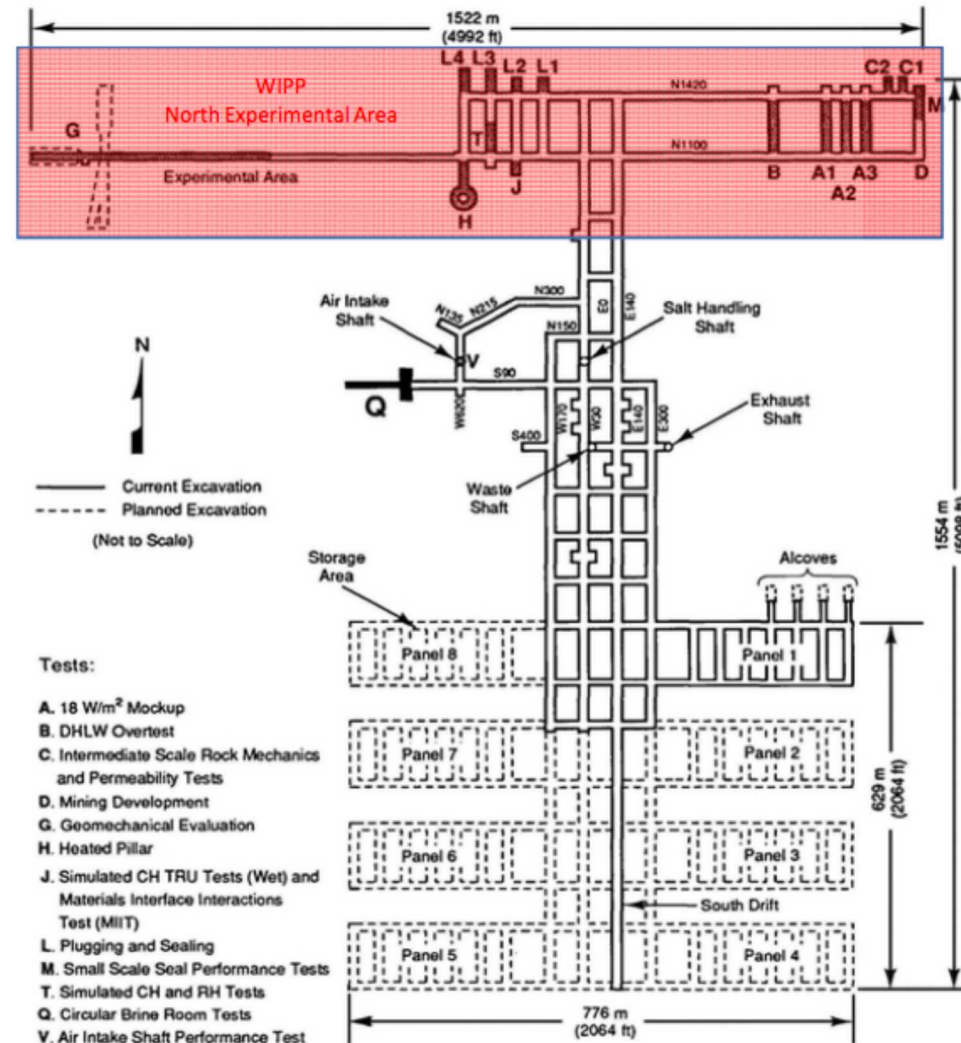 1522 m
(4992 ft)
WIPP
North Experimental Area
L4 L3 L2 L1
C2 C1
N1420
M
G
T
N1100
Experimental Area
J
H
B A1 A3 D
A2
Air Intake
Shaft
N135
N215
N300
N150
E0
E140
Salt Handling
Shaft
N
V
S90
Q
W620
W170
W30
E140
E300
Exhaust
Shaft
S400
Waste
Shaft
Current Excavation
Planned Excavation
(Not to Scale)
1554 m
Storage
Area
Alcoves
Panel 8
Panel 1
Panel 7
Panel 2
Panel 6
Panel 3
Panel 5
Panel 4
South Drift
629 m
(2064 ft)
776 m
(2064 ft)
Tests:
A. 18 W/m² Mockup
B. DHLW Overtest
C. Intermediate Scale Rock Mechanics
and Permeability Tests
D. Mining Development
G. Geomechanical Evaluation
H. Heated Pillar
J. Simulated CH TRU Tests (Wet) and
Materials Interface Interactions
Test (MIIT)
L. Plugging and Sealing
M. Small Scale Seal Performance Tests
T. Simulated CH and RH Tests
Q. Circular Brine Room Tests
V. Air Intake Shaft Performance Test